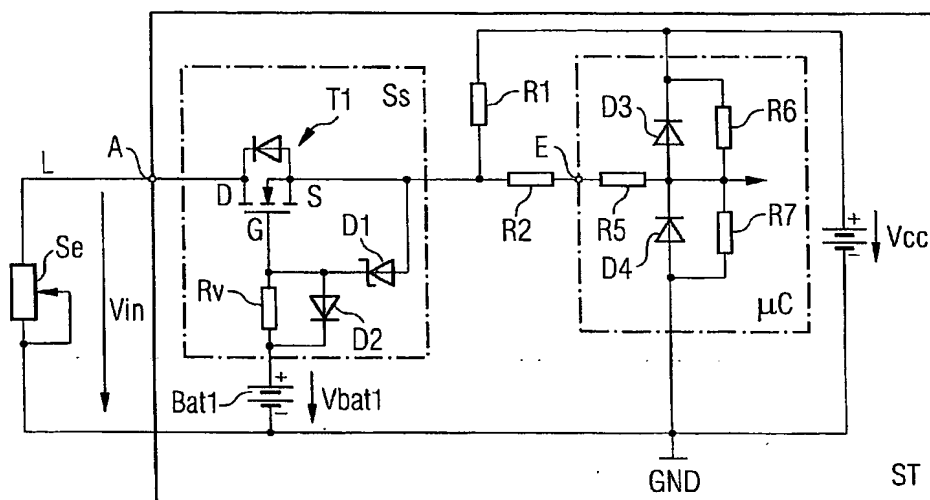 Ss
T1
R1
D3
R6
L
A
E
D
S
G
D1
R2
R5
R7
D4
Vcc
+
-
Se
Vin
Rv
D2
µC
Bat1
+
-
Vbat1
GND
ST